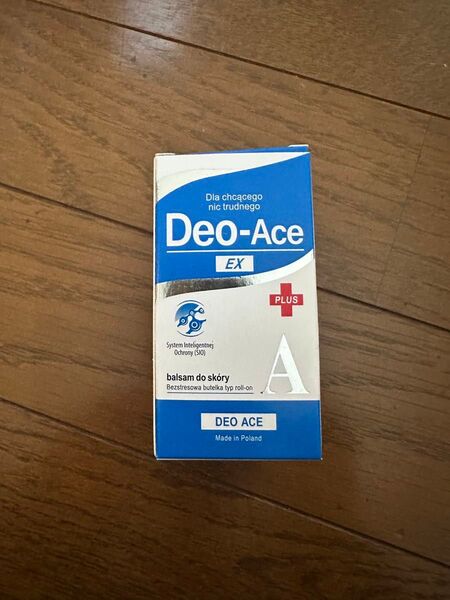 Dla chcącego
nic trudnego
Deo-Ace
EX
PLUS
System Inteligentnej
Ochrony (SIO)
A
balsam do skóry
Bezstresowa butelka typ roll-on
DEO ACE
Made in Poland